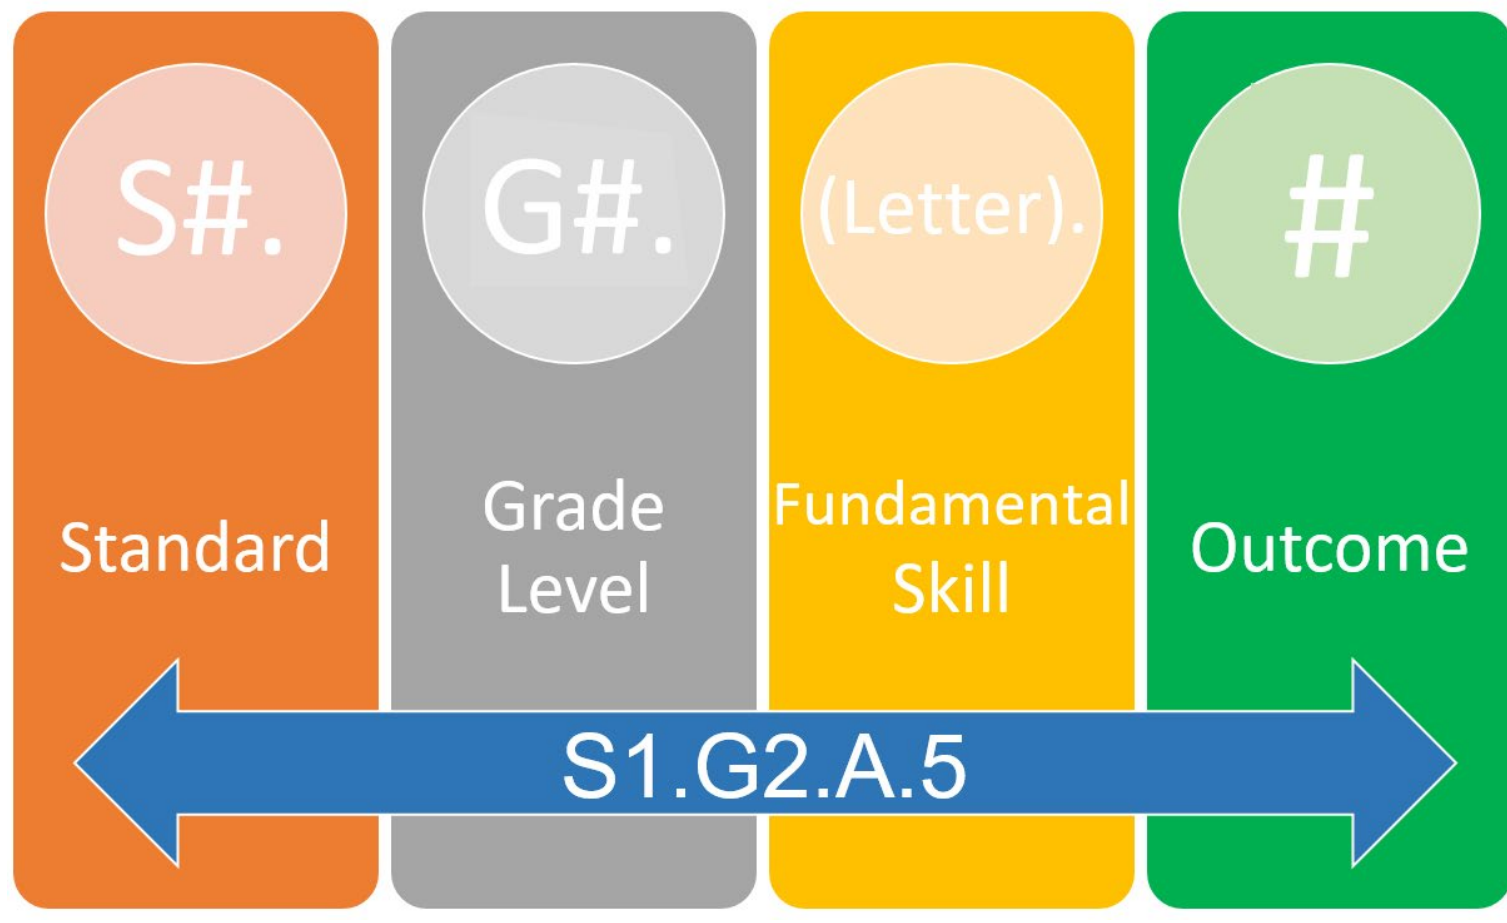 S#.
G#.
(Letter).
#
Standard
Grade
Level
Fundamental
Skill
Outcome
S1.G2.A.5